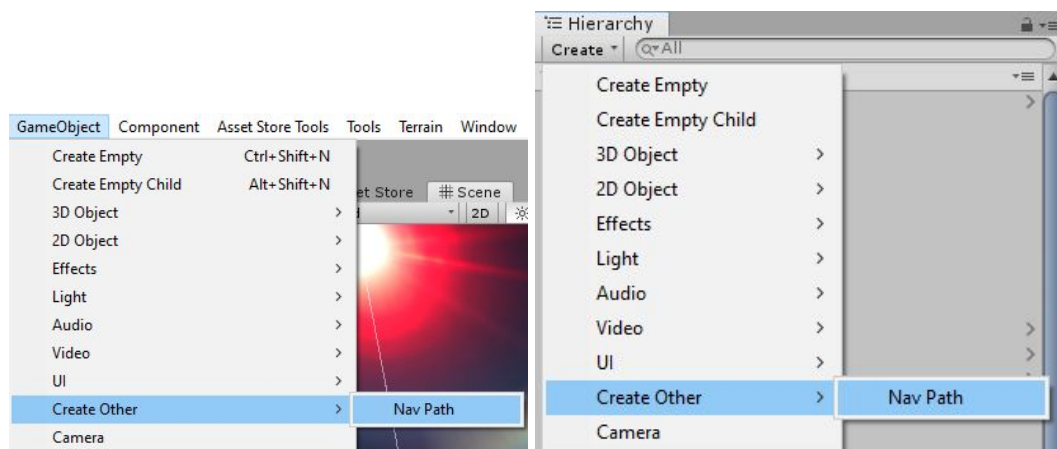 GameObject Component Asset Store Tools Tools Terrain Window
Create Empty Ctrl+Shift+N
Create Empty Child Alt+Shift+N
3D Object
2D Object
Effects
Light
Audio
Video
UI
Create Other
Nav Path
Camera
et Store # Scene
2D
Hierarchy
Create All
Create Empty
Create Empty Child
3D Object
2D Object
Effects
Light
Audio
Video
UI
Create Other
Nav Path
Camera